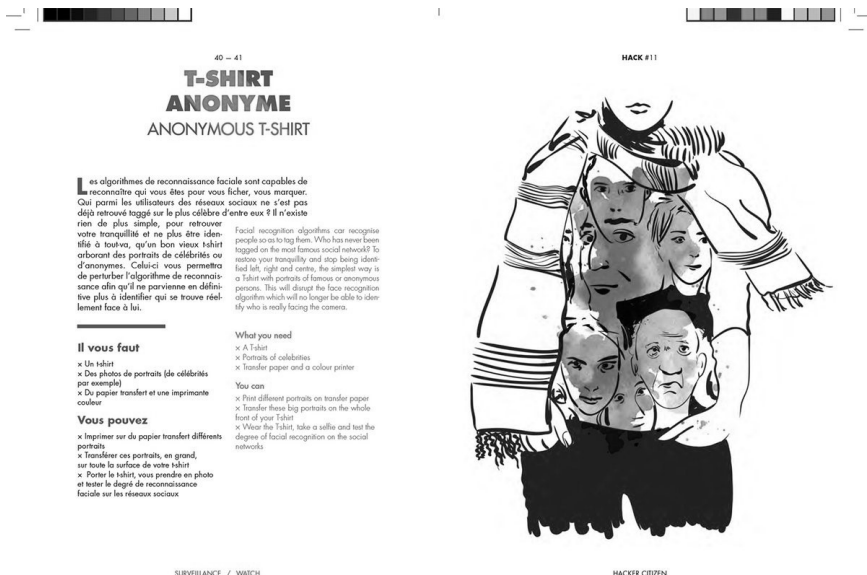 40 – 41
T-SHIRT
ANONYME
ANONYMOUS T-SHIRT
Les algorithmes de reconnaissance faciale sont capables de
reconnaître qui vous êtes pour vous ficher, vous marquer.
Qui parmi les utilisateurs des réseaux sociaux ne s'est pas
déjà retrouvé taggé sur le plus célèbre d'entre eux ? Il n'existe
rien de plus simple, pour retrouver
votre tranquillité et ne plus être iden-
tifié à tout-va, qu'un bon vieux t-shirt
arborant des portraits de célébrités ou
d'anonymes. Celui-ci vous permettra
de perturber l'algorithme de reconnais-
sance afin qu'il ne parvienne en défini-
tive plus à identifier qui se trouve réel-
lement face à lui.
Il vous faut
× Un t-shirt
× Des photos de portraits (de célébrités
par exemple)
× Du papier transfert et une imprimante
couleur
Vous pouvez
× Imprimer sur du papier transfert différents
portraits
× Transférer ces portraits, en grand,
sur toute la surface de votre t-shirt
× Porter le t-shirt, vous prendre en photo
et tester le degré de reconnaissance
faciale sur les réseaux sociaux
Facial recognition algorithms car recognise
people so as to tag them. Who has never been
tagged on the most famous social network? To
restore your tranquillity and stop being identi-
fied left, right and centre, the simplest way is
a T-shirt with portraits of famous or anonymous
persons. This will disrupt the face recognition
algorithm which will no longer be able to iden-
tify who is really facing the camera.
What you need
× A T-shirt
× Portraits of celebrities
× Transfer paper and a colour printer
You can
× Print different portraits on transfer paper
× Transfer these big portraits on the whole
front of your T-shirt
× Wear the T-shirt, take a selfie and test the
degree of facial recognition on the social
networks
SURVEILLANCE / WATCH
HACK #11
HACKER CITIZEN